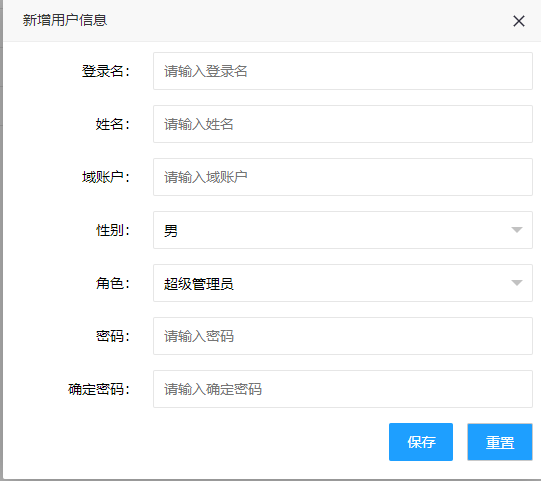 新增用户信息
登录名：
请输入登录名
姓名：
请输入姓名
域账户：
请输入域账户
性别：
男
角色：
超级管理员
密码：
请输入密码
确定密码：
请输入确定密码
保存
重置